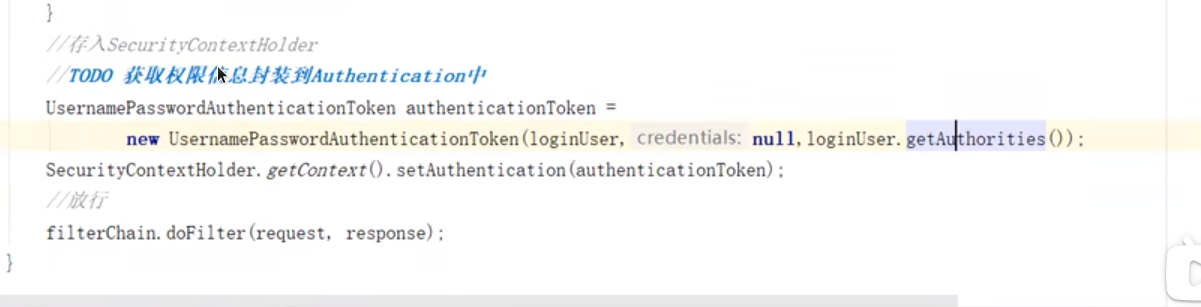 }
//存入SecurityContextHolder
//TODO 获取权限信息封装到Authentication中
UsernamePasswordAuthenticationToken authenticationToken =
new UsernamePasswordAuthenticationToken(loginUser, credentials: null,loginUser.getAuthorities());
SecurityContextHolder.getContext().setAuthentication(authenticationToken);
//放行
filterChain.doFilter(request, response);
}